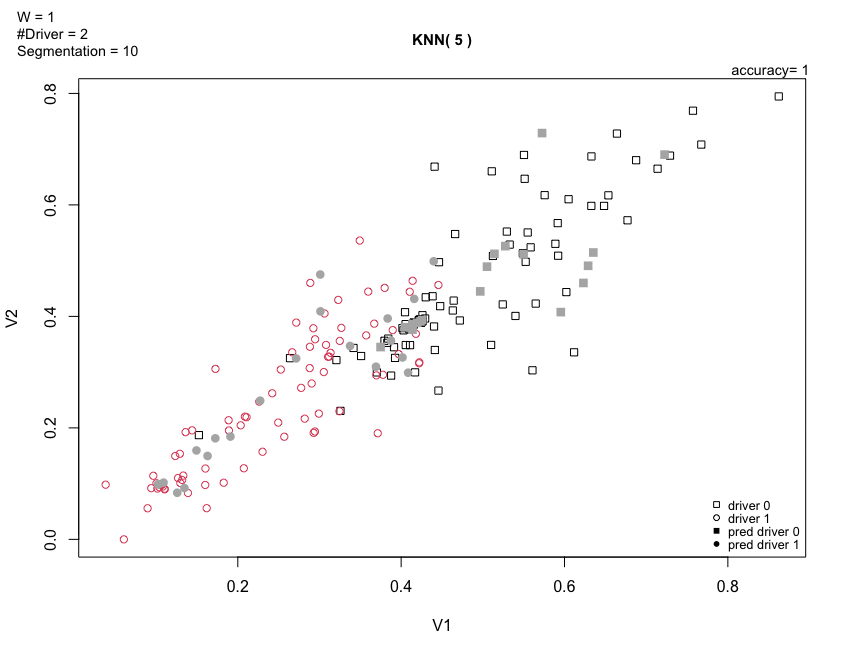 W = 1
#Driver = 2
Segmentation = 10
KNN( 5 )
accuracy= 1
0.8
0.6
0.4
0.2
0.0
V2
driver 0
driver 1
pred driver 0
pred driver 1
0.2 0.4 0.6 0.8
V1